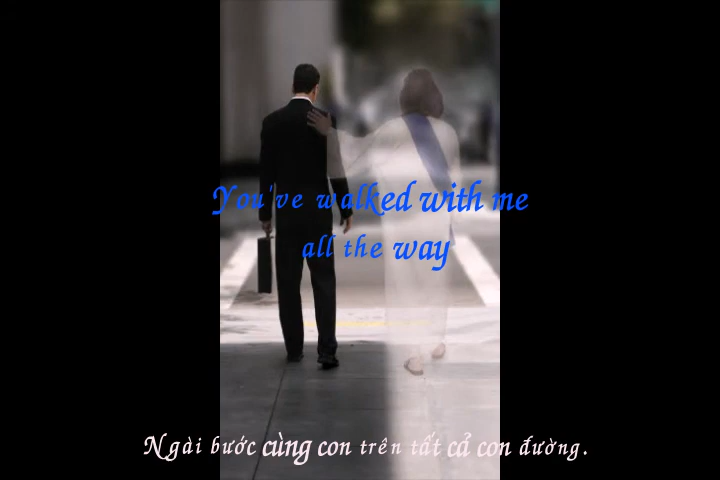 You've walked with me
all the way
Ngài bước cùng con trên tất cả con đường.